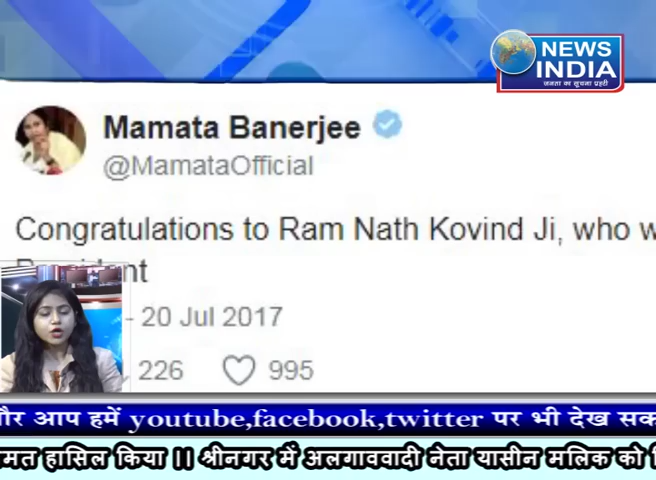 NEWS
INDIA
जनता का सूचना प्रहरी
Mamata Banerjee
@MamataOfficial
Congratulations to Ram Nath Kovind Ji, who w
- 20 Jul 2017
226 995
और आप हमें youtube,facebook,twitter पर भी देख सक
मत हासिल किया || श्रीनगर में अलगाववादी नेता यासीन मलिक को